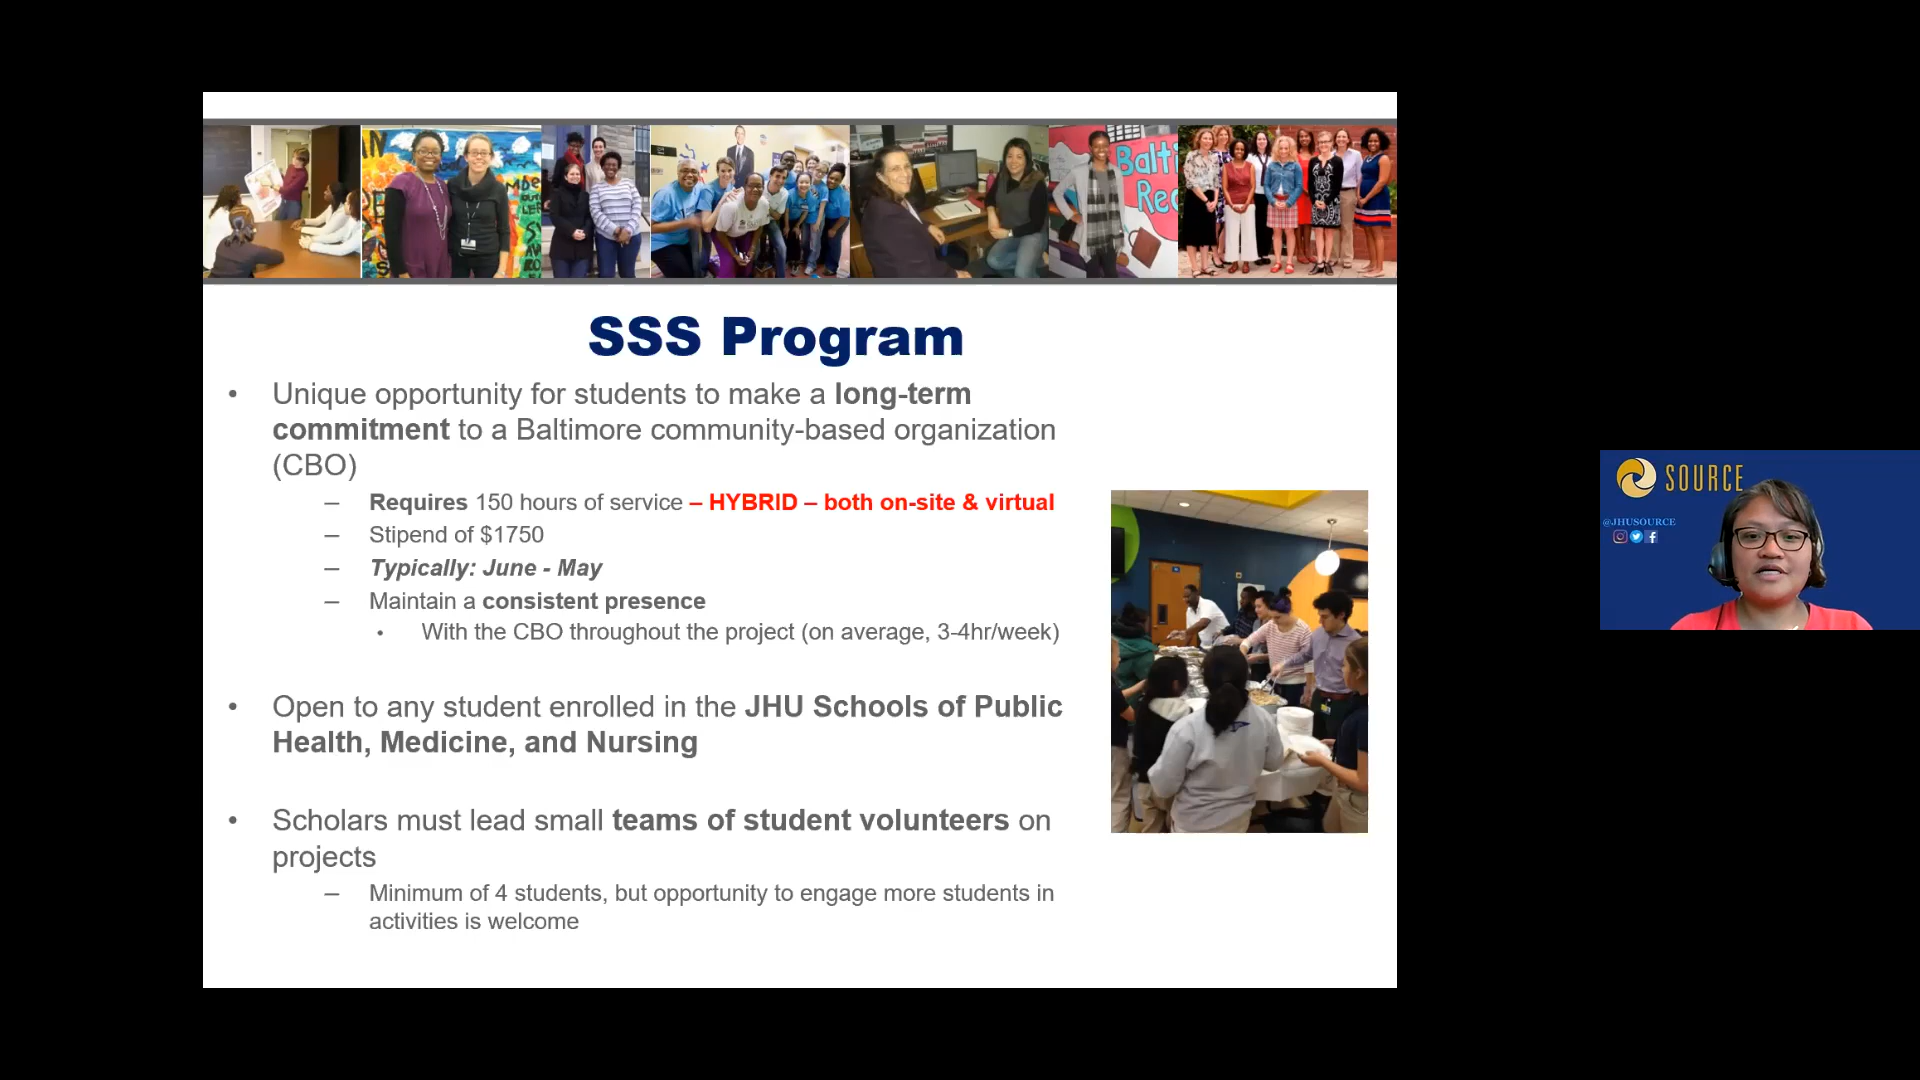 Balti
Rec
SSS Program
• Unique opportunity for students to make a long-term
commitment to a Baltimore community-based organization
(CBO)
– Requires 150 hours of service – HYBRID – both on-site & virtual
– Stipend of $1750
– Typically: June - May
– Maintain a consistent presence
• With the CBO throughout the project (on average, 3-4hr/week)
• Open to any student enrolled in the JHU Schools of Public
Health, Medicine, and Nursing
• Scholars must lead small teams of student volunteers on
projects
– Minimum of 4 students, but opportunity to engage more students in
activities is welcome
SOURCE
@JHUSOURCE